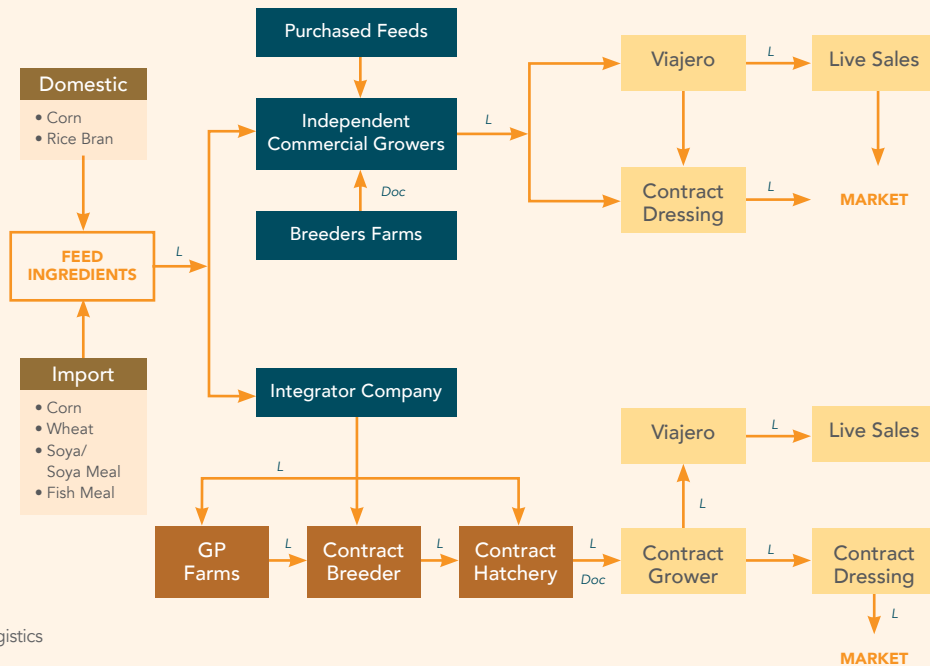 Purchased Feeds
Domestic
• Corn
• Rice Bran
Independent
Commercial Growers
L
Viajero
L
Live Sales
Doc
Contract
Dressing
L
MARKET
Breeders Farms
FEED
INGREDIENTS
L
Import
• Corn
• Wheat
• Soya/
Soya Meal
• Fish Meal
Integrator Company
L
Viajero
L
Live Sales
L
GP
Farms
L
Contract
Breeder
L
Contract
Hatchery
L
Doc
Contract
Grower
L
Contract
Dressing
L
MARKET
gistics